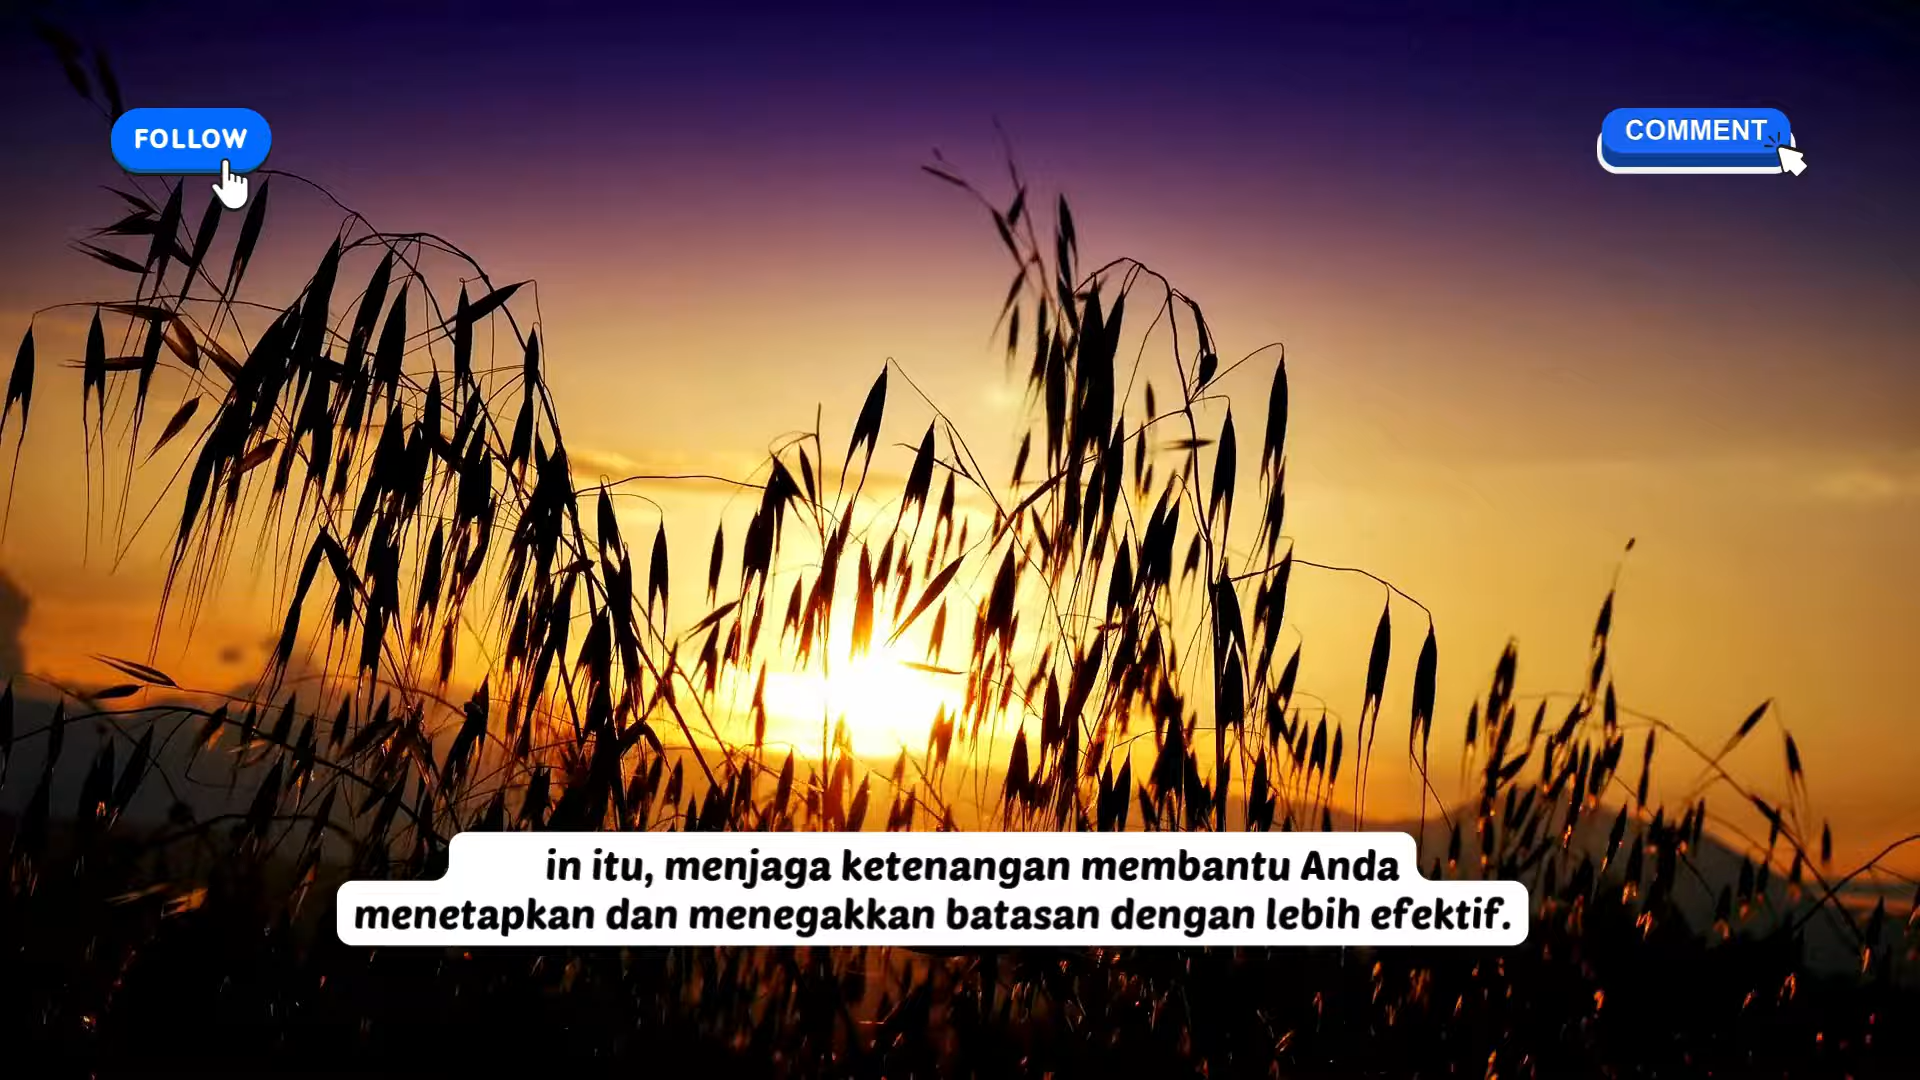 FOLLOW
COMMENT
in itu, menjaga ketenangan membantu Anda
menetapkan dan menegakkan batasan dengan lebih efektif.